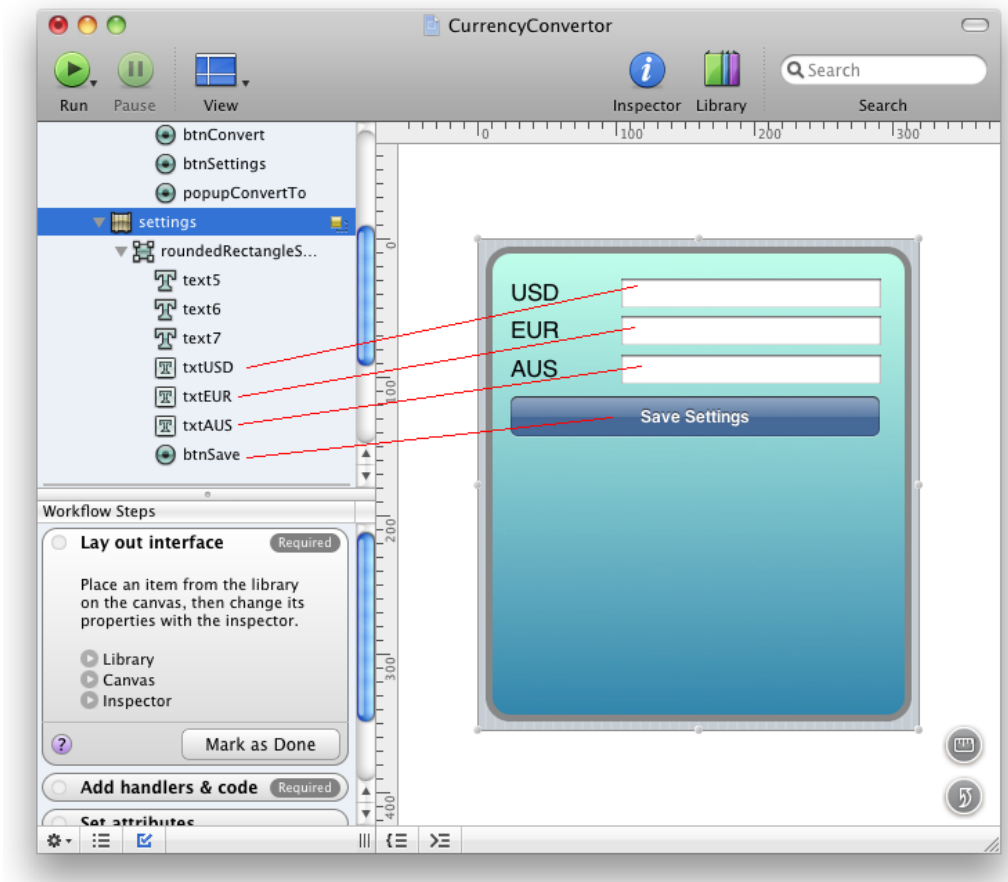 CurrencyConvertor
Run
Pause
View
Inspector
Library
Search
Search
btnConvert
btnSettings
popupConvertTo
settings
roundedRectangleS...
text5
text6
text7
txtUSD
txtEUR
txtAUS
btnSave
0
100
200
300
0
100
200
300
400
USD
EUR
AUS
Save Settings
Workflow Steps
Lay out interface
Required
Place an item from the library
on the canvas, then change its
properties with the inspector.
Library
Canvas
Inspector
?
Mark as Done
Add handlers & code
Required
Set attributes